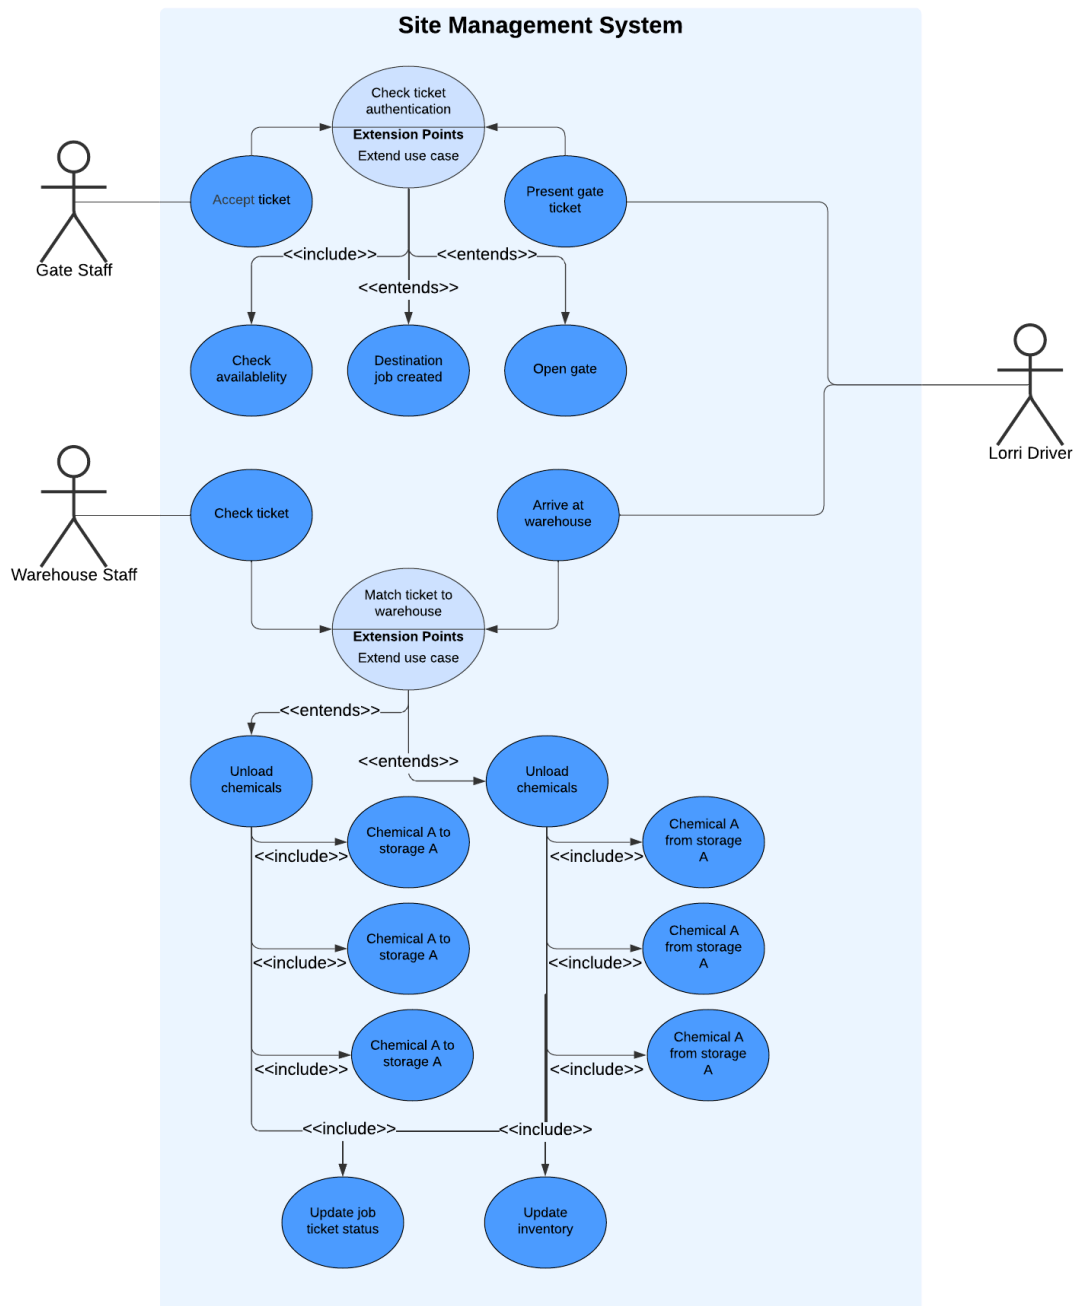 Site Management System
Check ticket
authentication
Extension Points
Extend use case
Accept ticket
Present gate
ticket
Gate Staff
<<include>>
<<entends>>
<<entends>>
Check
availablelity
Destination
job created
Open gate
Lorri Driver
Check ticket
Arrive at
warehouse
Warehouse Staff
Match ticket to
warehouse
Extension Points
Extend use case
<<entends>>
<<entends>>
Unload
chemicals
Unload
chemicals
Chemical A to
storage A
<<include>>
Chemical A
from storage
A
<<include>>
Chemical A to
storage A
<<include>>
Chemical A
from storage
A
<<include>>
Chemical A to
storage A
<<include>>
Chemical A
from storage
A
<<include>>
<<include>>
<<include>>
Update job
ticket status
Update
inventory